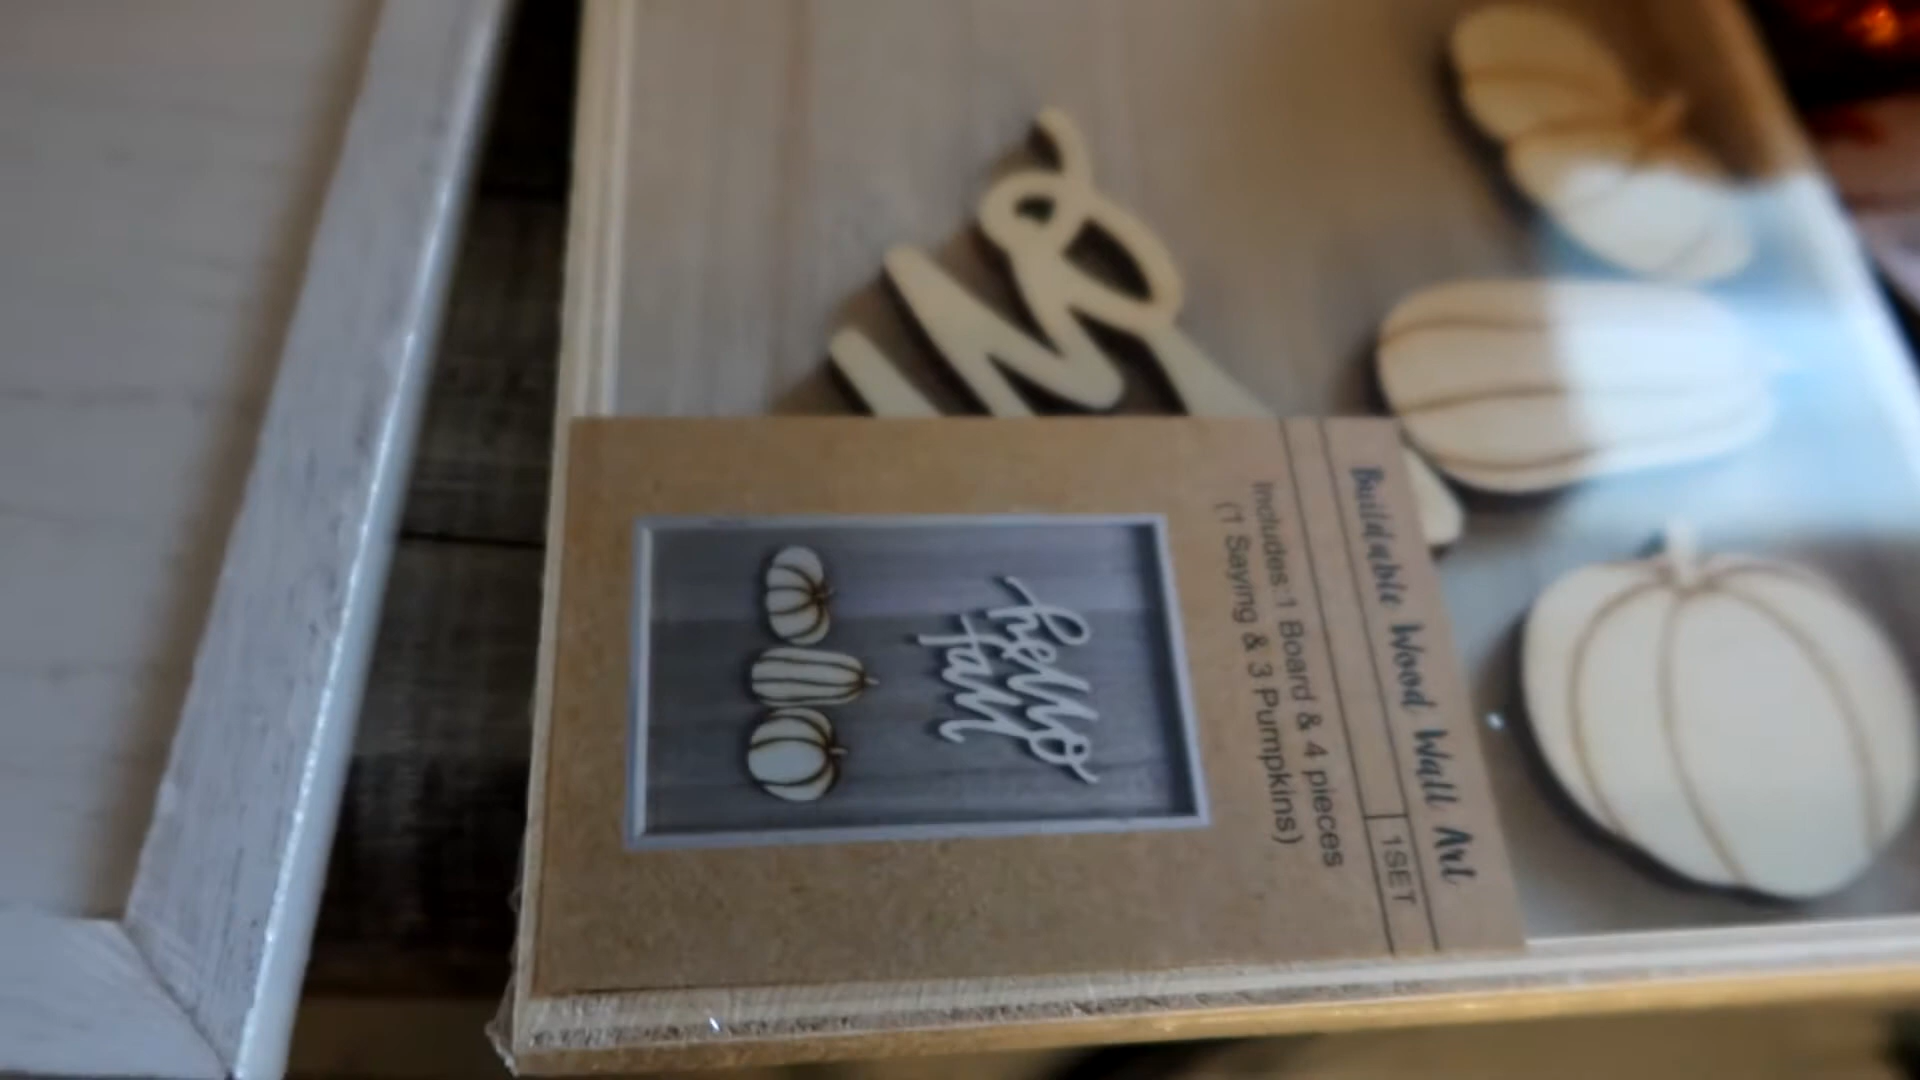 Buildable Wood Wall Art
1SET
Includes:1 Board & 4 pieces
(1 Saying & 3 Pumpkins)
hello
fall